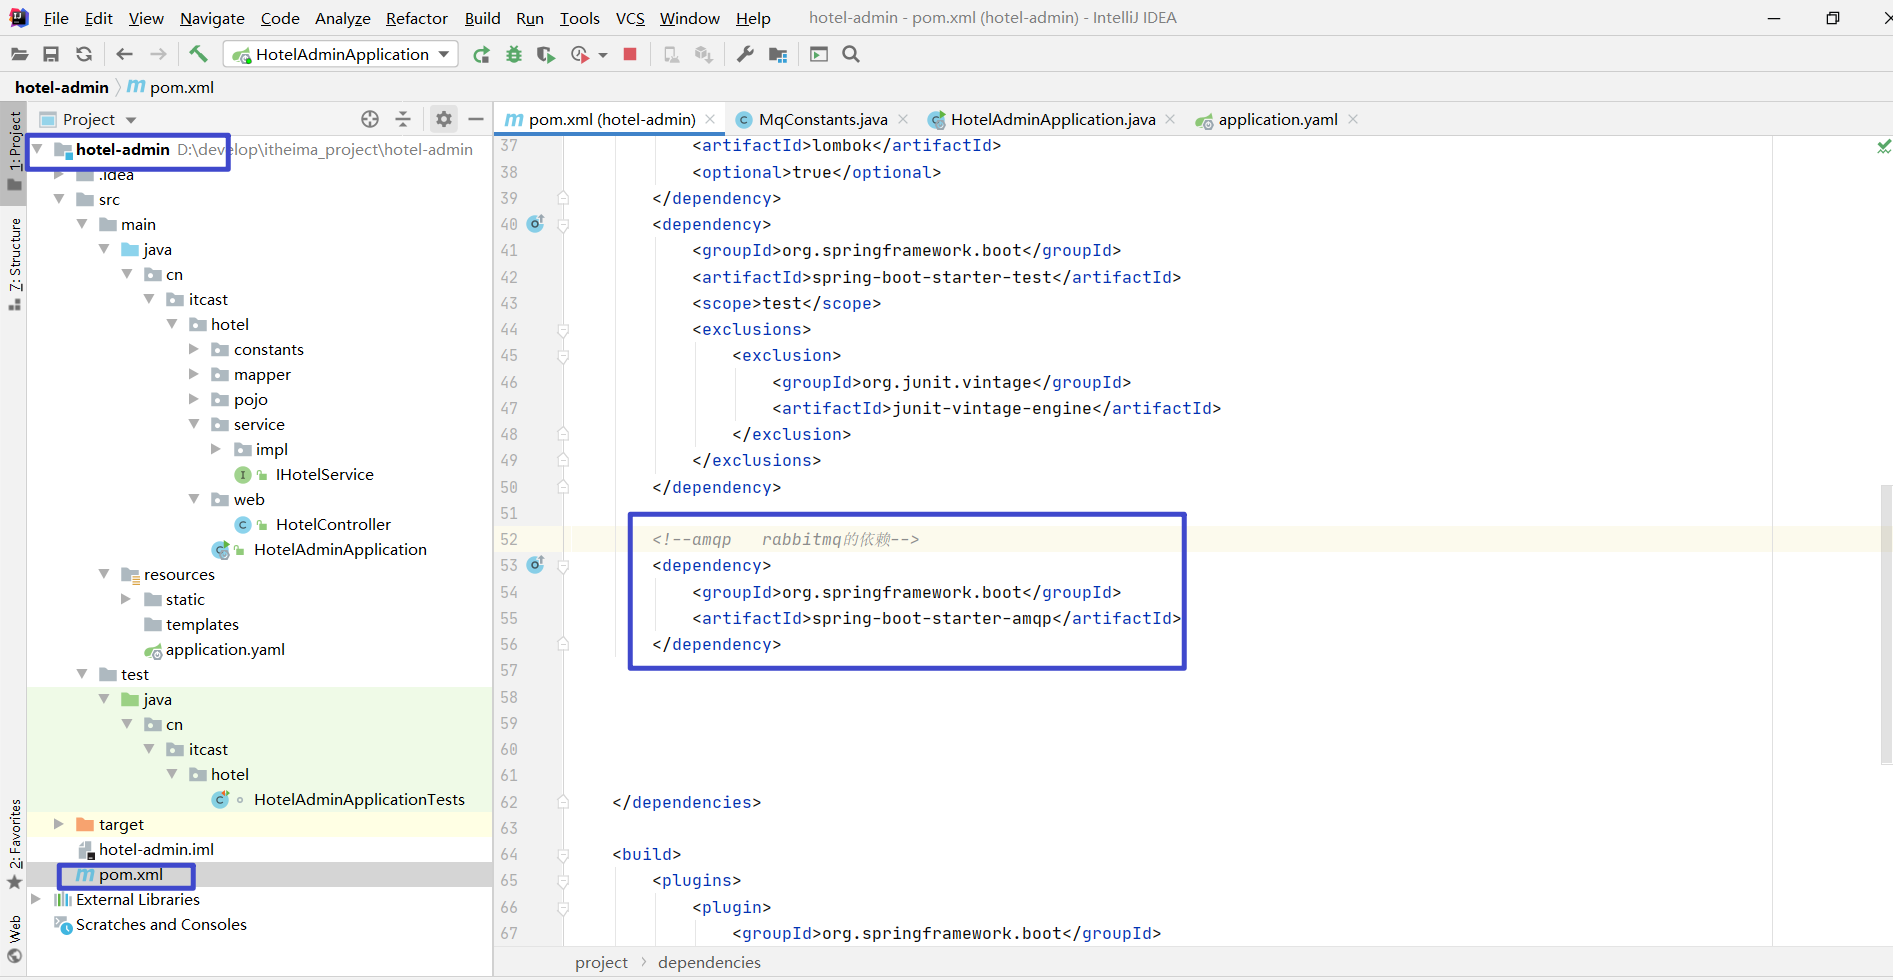 File Edit View Navigate Code Analyze Refactor Build Run Tools VCS Window Help hotel-admin - pom.xml (hotel-admin) - IntelliJ IDEA
HotelAdminApplication
hotel-admin pom.xml
Project
pom.xml (hotel-admin) MqConstants.java HotelAdminApplication.java application.yaml
1: Project
7: Structure
2: Favorites
Web
hotel-admin D:\develop\itheima_project\hotel-admin
.idea
src
main
java
cn
itcast
hotel
constants
mapper
pojo
service
impl
IHotelService
web
HotelController
HotelAdminApplication
resources
static
templates
application.yaml
test
java
cn
itcast
hotel
HotelAdminApplicationTests
target
hotel-admin.iml
pom.xml
External Libraries
Scratches and Consoles
37 <artifactId>lombok</artifactId>
38 <optional>true</optional>
39 </dependency>
40 <dependency>
41 <groupId>org.springframework.boot</groupId>
42 <artifactId>spring-boot-starter-test</artifactId>
43 <scope>test</scope>
44 <exclusions>
45 <exclusion>
46 <groupId>org.junit.vintage</groupId>
47 <artifactId>junit-vintage-engine</artifactId>
48 </exclusion>
49 </exclusions>
50 </dependency>
51
52 <!--amqp rabbitmq的依赖-->
53 <dependency>
54 <groupId>org.springframework.boot</groupId>
55 <artifactId>spring-boot-starter-amqp</artifactId>
56 </dependency>
57
58
59
60
61
62 </dependencies>
63
64 <build>
65 <plugins>
66 <plugin>
67 <groupId>org.springframework.boot</groupId>
project dependencies